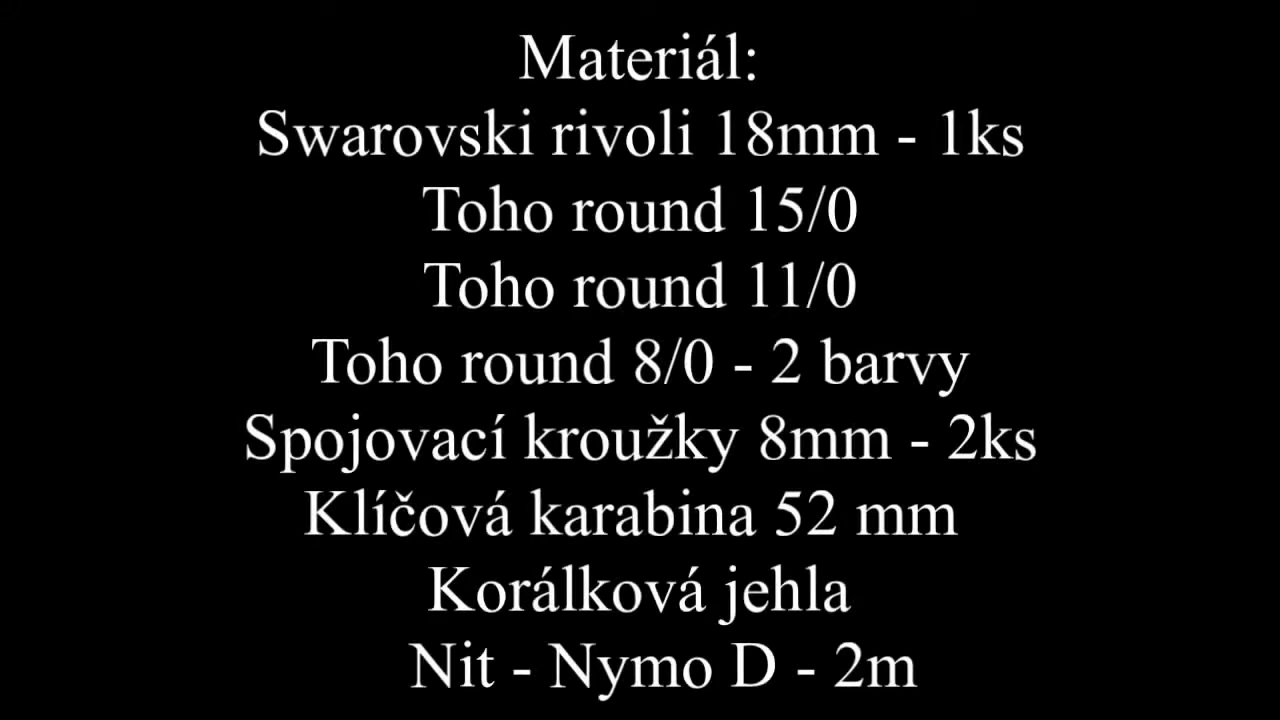 Materiál:
Swarovski rivoli 18mm - 1ks
Toho round 15/0
Toho round 11/0
Toho round 8/0 - 2 barvy
Spojovací kroužky 8mm - 2ks
Klíčová karabina 52 mm
Korálková jehla
Nit - Nymo D - 2m